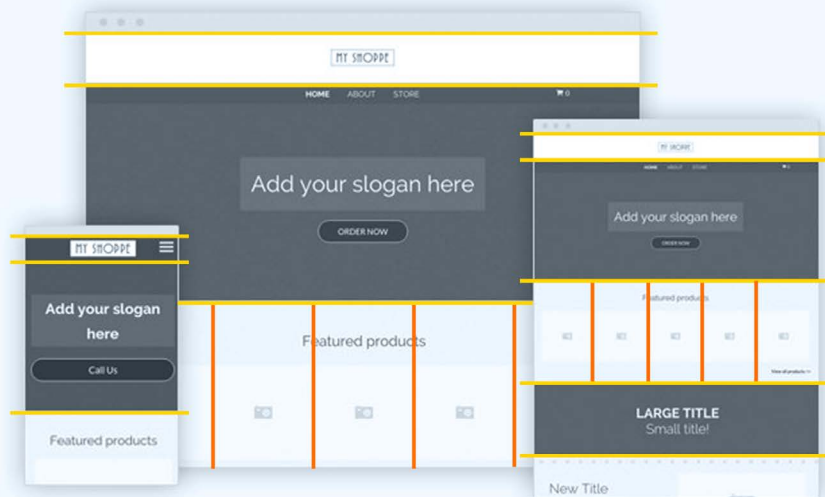 MY SHOPPE
HOME ABOUT STORE 0
Add your slogan here
ORDER NOW
Featured products
MY SHOPPE
Add your slogan
here
Call Us
Featured products
MY SHOPPE
HOME ABOUT STORE 0
Add your slogan here
ORDER NOW
Featured products
View all products >>
LARGE TITLE
Small title!
New Title